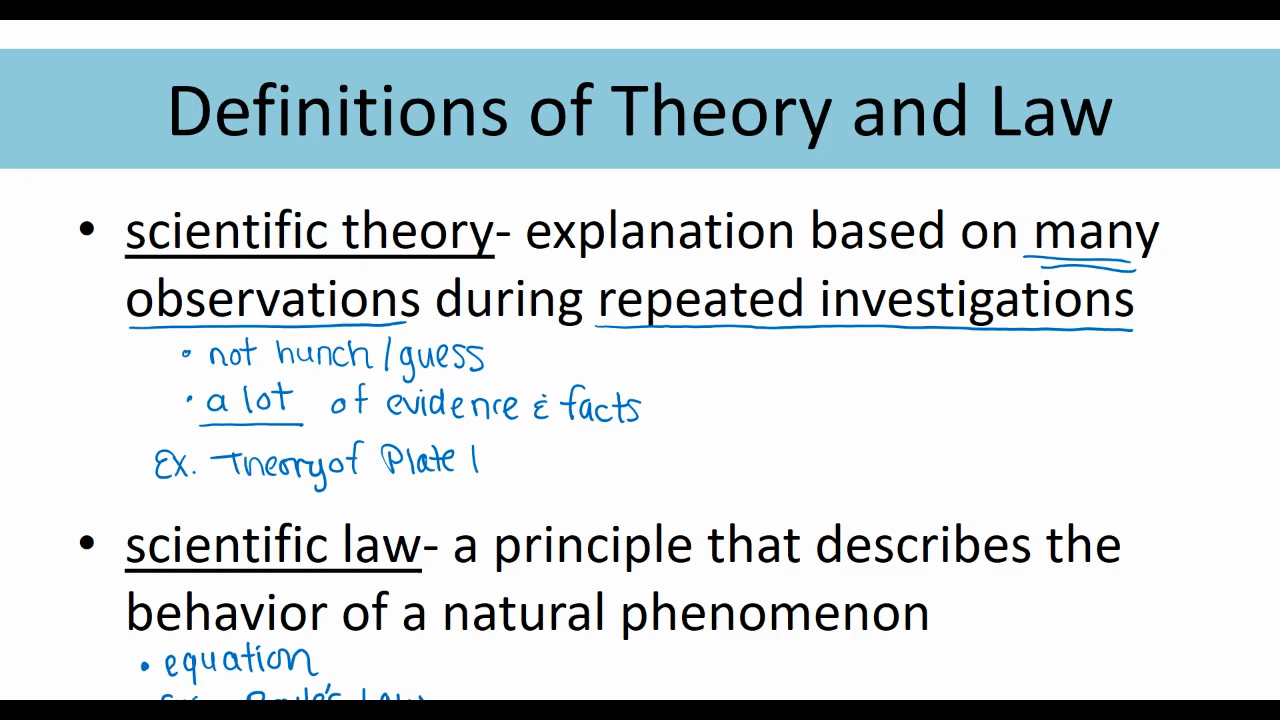 Definitions of Theory and Law
• scientific theory- explanation based on many
observations during repeated investigations
• not hunch/guess
• a lot of evidence & facts
Ex. Theory of Plate
• scientific law- a principle that describes the
behavior of a natural phenomenon
• equation
Law